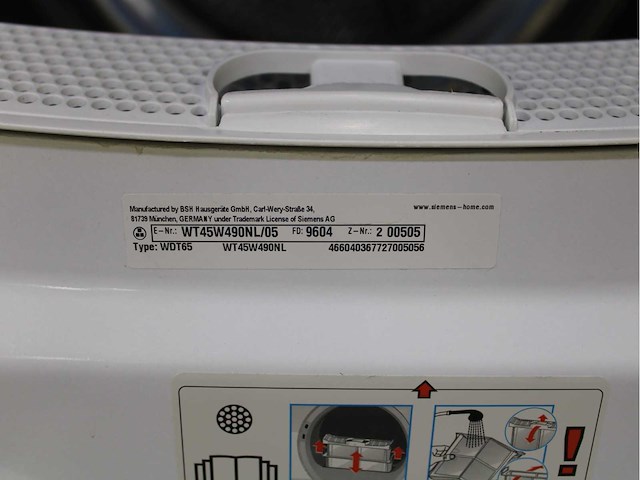 Manufactured by BSH Hausgeräte GmbH, Carl-Wery-Straße 34, www.siemens-home.com
81739 München, GERMANY under Trademark License of Siemens AG
E-Nr.: WT45W490NL/05 FD: 9604 Z-Nr.: 2 00505
Type: WDT65 WT45W490NL 466040367727005056